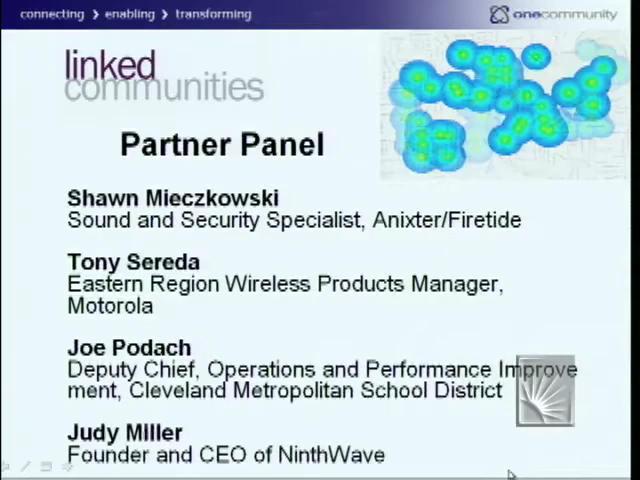 connecting > enabling > transforming
onecommunity
linked
communities
Partner Panel
Shawn Mieczkowski
Sound and Security Specialist, Anixter/Firetide
Tony Sereda
Eastern Region Wireless Products Manager,
Motorola
Joe Podach
Deputy Chief, Operations and Performance Improve
ment, Cleveland Metropolitan School District
Judy Miller
Founder and CEO of NinthWave